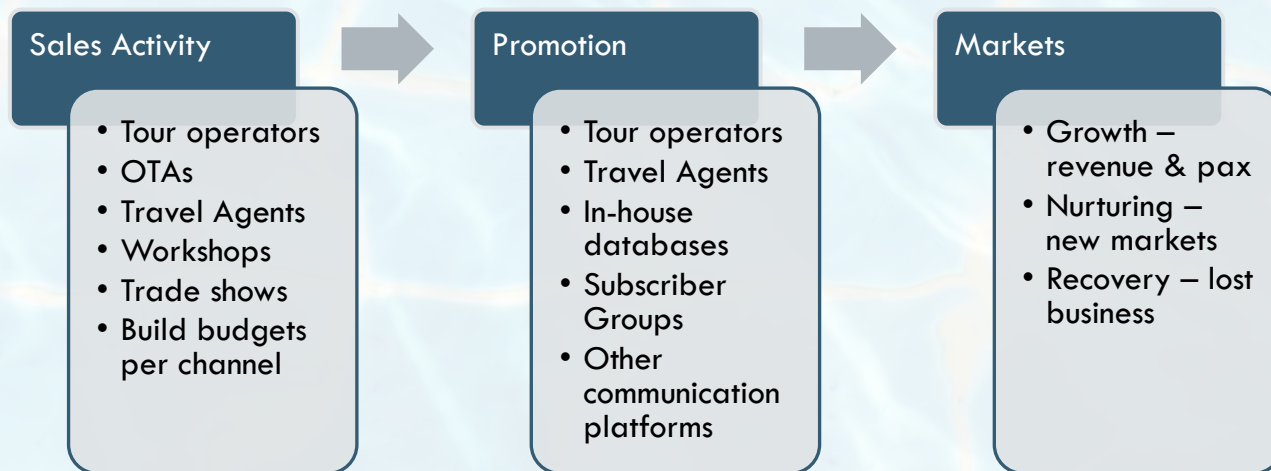 Sales Activity
• Tour operators
• OTAs
• Travel Agents
• Workshops
• Trade shows
• Build budgets
per channel
Promotion
• Tour operators
• Travel Agents
• In-house
databases
• Subscriber
Groups
• Other
communication
platforms
Markets
• Growth –
revenue & pax
• Nurturing –
new markets
• Recovery – lost
business